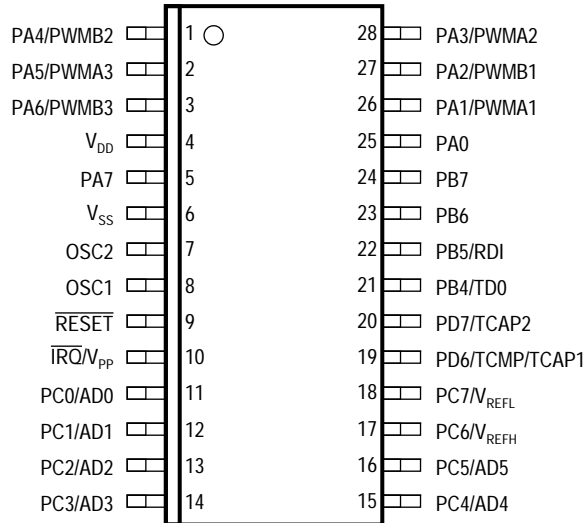 PA4/PWMB2 1 28 PA3/PWMA2
PA5/PWMA3 2 27 PA2/PWMB1
PA6/PWMB3 3 26 PA1/PWMA1
VDD 4 25 PA0
PA7 5 24 PB7
VSS 6 23 PB6
OSC2 7 22 PB5/RDI
OSC1 8 21 PB4/TD0
RESET 9 20 PD7/TCAP2
IRQ/VPP 10 19 PD6/TCMP/TCAP1
PC0/AD0 11 18 PC7/VREFL
PC1/AD1 12 17 PC6/VREFH
PC2/AD2 13 16 PC5/AD5
PC3/AD3 14 15 PC4/AD4